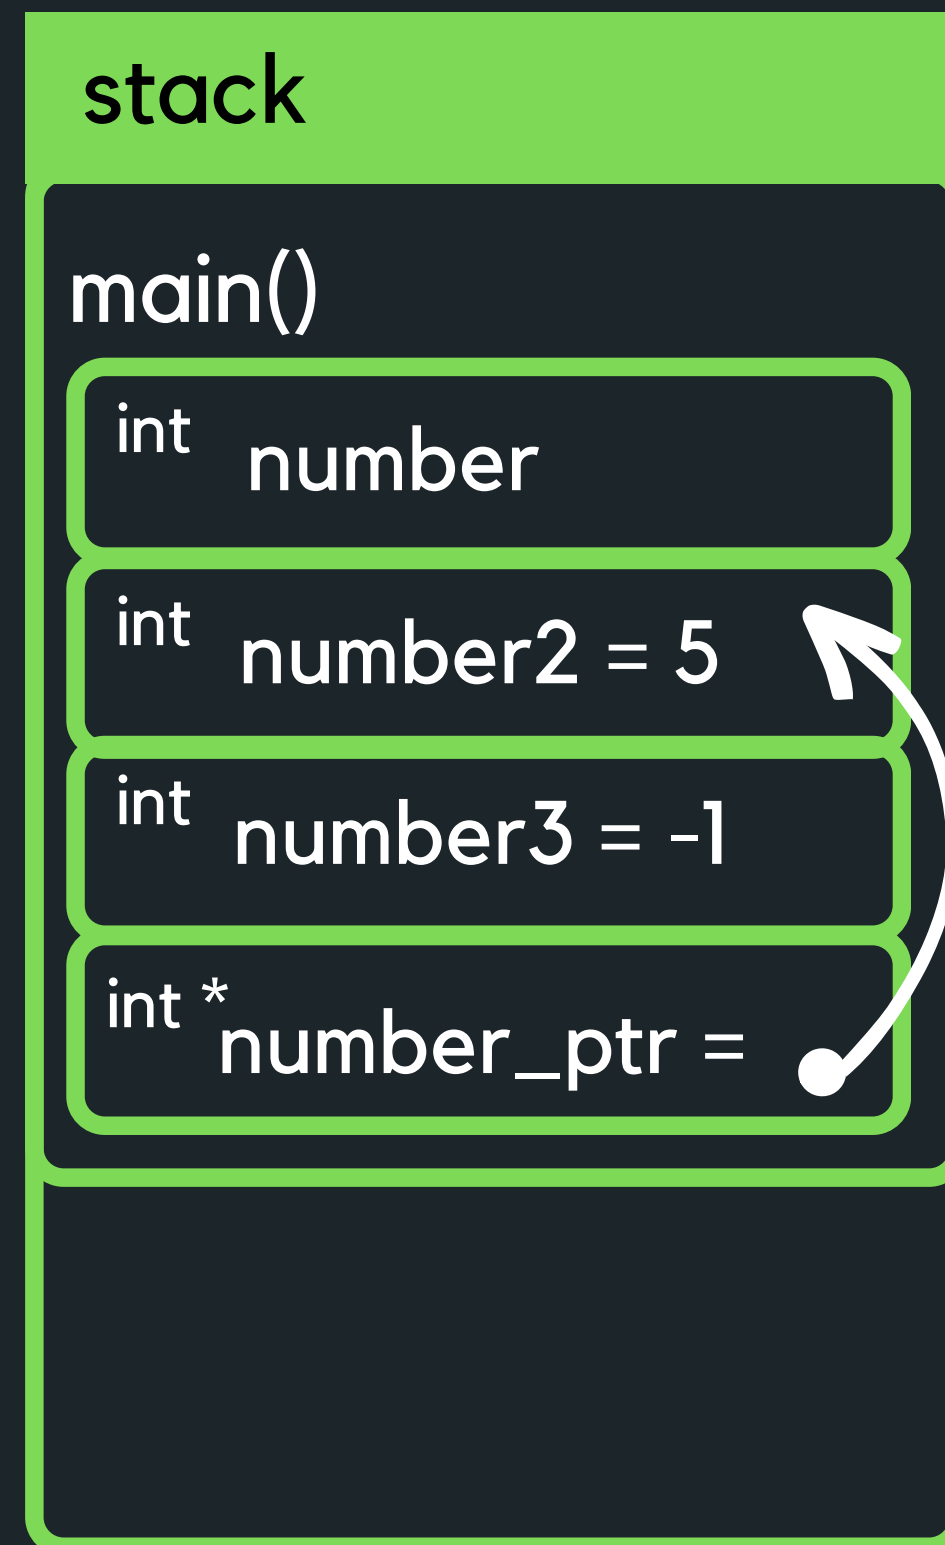 stack
main()
int number
int number2 = 5
int number3 = -1
int * number_ptr =